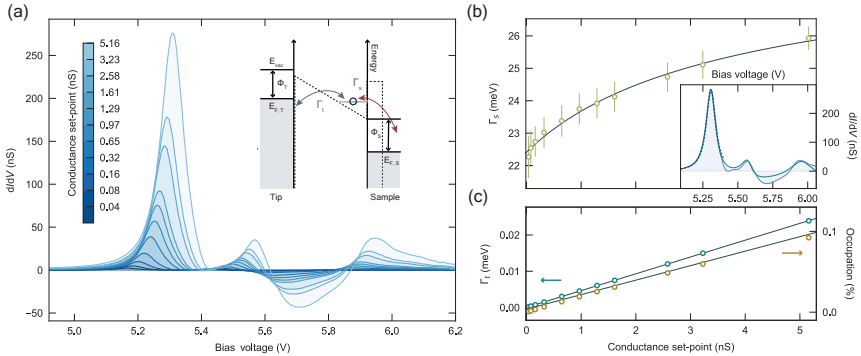 (a)
250
200
150
100
50
0
−50
dI/dV (nS)
5.0
5.2
5.4
5.6
5.8
6.0
6.2
Bias voltage (V)
Conductance set-point (nS)
5.16
3,23
2.58
1.61
1.29
0.97
0.65
0.32
0.16
0.08
0.04
E_vac
Φ_T
E_F,T
Γ_t
Γ_s
Energy
Φ_S
E_F,S
Tip
Sample
(b)
26
25
24
23
22
Γ_s (meV)
Bias voltage (V)
200
0
dI/dV (nS)
5.25
5.50
5.75
6.00
(c)
0.02
0.01
0.00
Γ_t (meV)
0.1
0.0
Occupation (%)
0
1
2
3
4
5
Conductance set-point (nS)